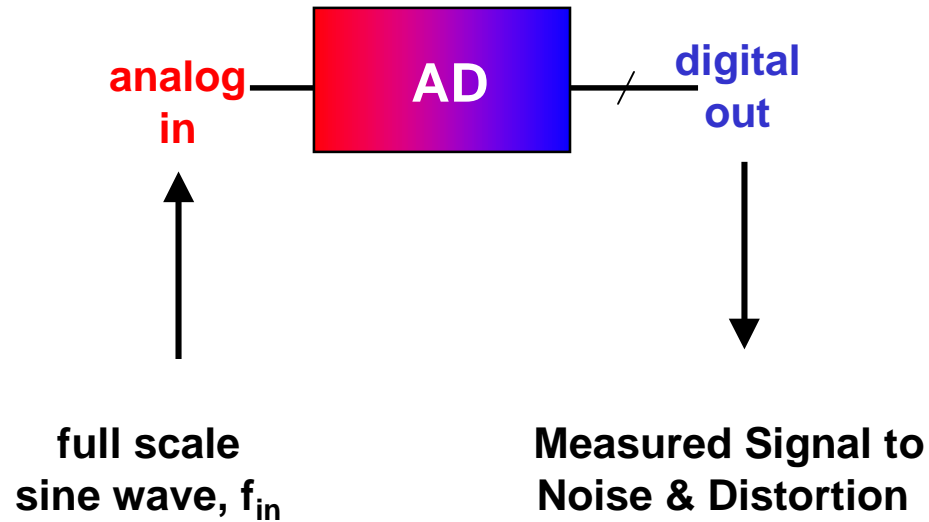 analog
in
AD
digital
out
full scale
sine wave, fin
Measured Signal to
Noise & Distortion